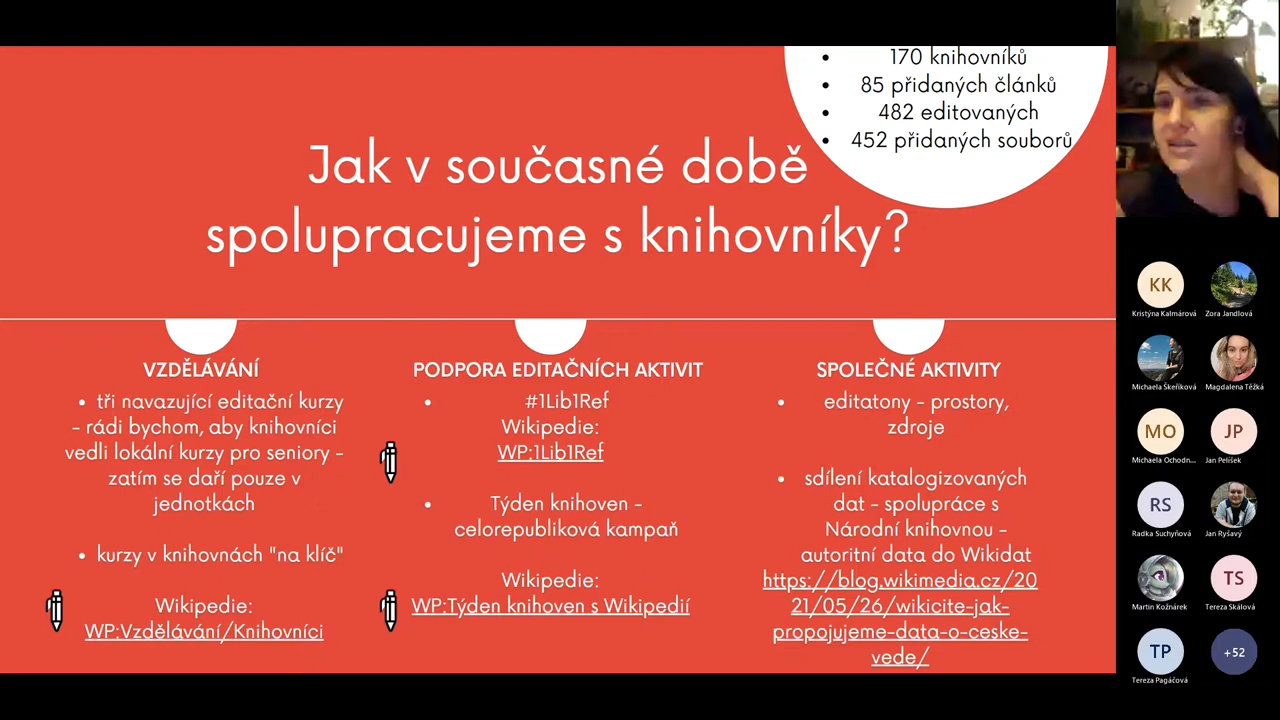 170 knihovníků
85 přidaných článků
482 editovaných
452 přidaných souborů
Jak v současné době
spolupracujeme s knihovníky?
VZDĚLÁVÁNÍ
tři navazující editační kurzy
- rádi bychom, aby knihovníci
vedli lokální kurzy pro seniory -
zatím se daří pouze v
jednotkách
kurzy v knihovnách "na klíč"
Wikipedie:
WP:Vzdělávání/Knihovníci
PODPORA EDITAČNÍCH AKTIVIT
#1Lib1Ref
Wikipedie:
WP:1Lib1Ref
Týden knihoven -
celorepubliková kampaň
Wikipedie:
WP:Týden knihoven s Wikipedií
SPOLEČNÉ AKTIVITY
editatony - prostory,
zdroje
sdílení katalogizovaných
dat - spolupráce s
Národní knihovnou -
autoritní data do Wikidat
https://blog.wikimedia.cz/20
21/05/26/wikicite-jak-
propojujeme-data-o-ceske-
vede/
KK
Kristýna Kalmárová
Zora Jandlová
Michaela Škeříková
Magdalena Těžká
MO
JP
Michaela Ochodn...
Jan Pelíšek
RS
Radka Suchyňová
Jan Ryšavý
TS
Martin Kožnárek
Tereza Skálová
TP
+52
Tereza Pagáčová